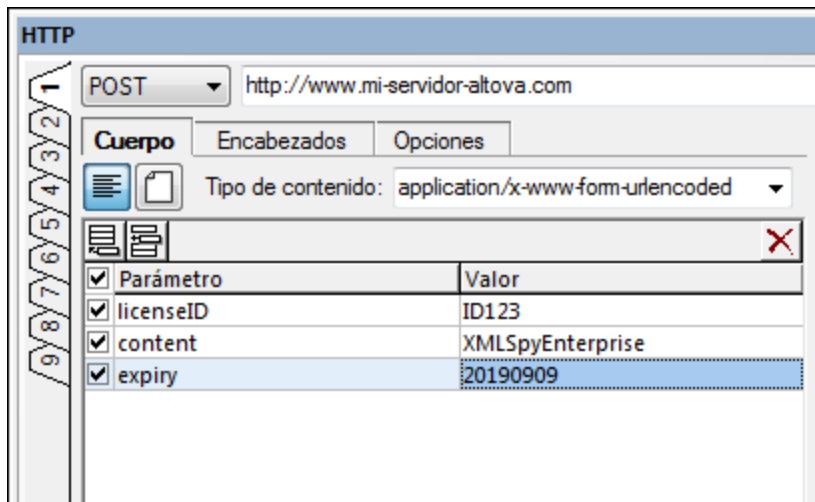 HTTP
1
2
3
4
5
6
7
8
9
POST http://www.mi-servidor-altova.com
Cuerpo Encabezados Opciones
Tipo de contenido: application/x-www-form-urlencoded
Parámetro Valor
licenseID ID123
content XMLSpyEnterprise
expiry 20190909